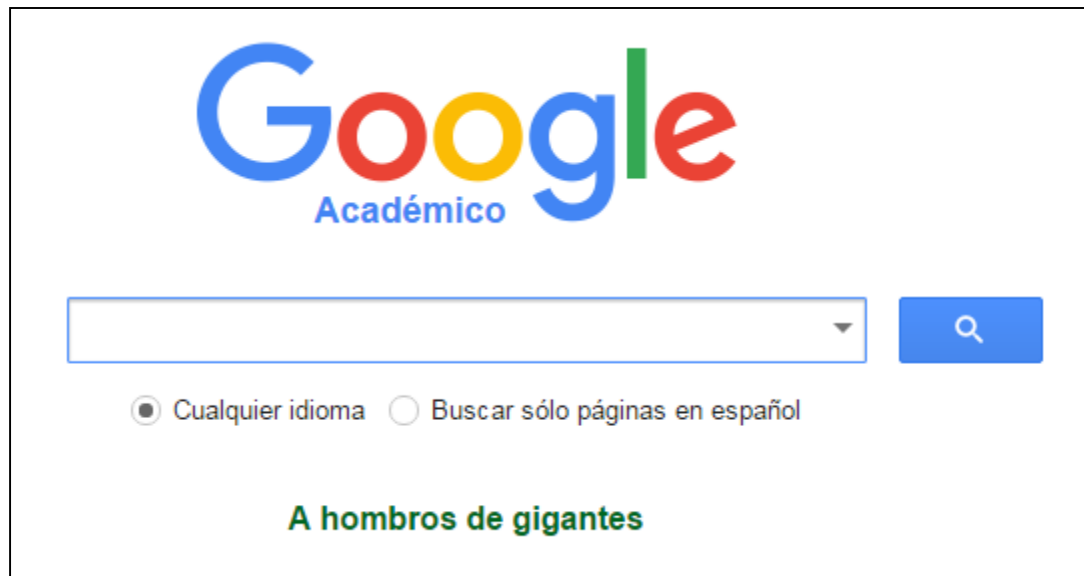 Google
Académico
Cualquier idioma Buscar sólo páginas en español
A hombros de gigantes